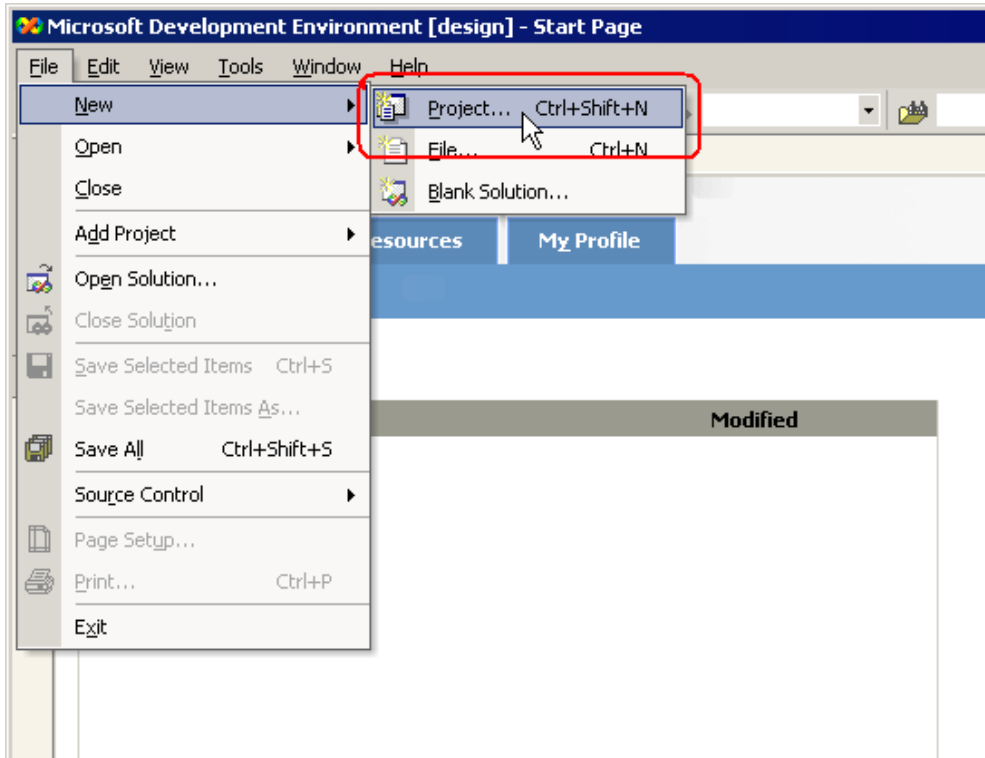 Microsoft Development Environment [design] - Start Page
File Edit View Tools Window Help
New
Project... Ctrl+Shift+N
Open
File... Ctrl+N
Close
Blank Solution...
Add Project
esources
My Profile
Open Solution...
Close Solution
Save Selected Items Ctrl+S
Save Selected Items As...
Modified
Save All Ctrl+Shift+S
Source Control
Page Setup...
Print... Ctrl+P
Exit